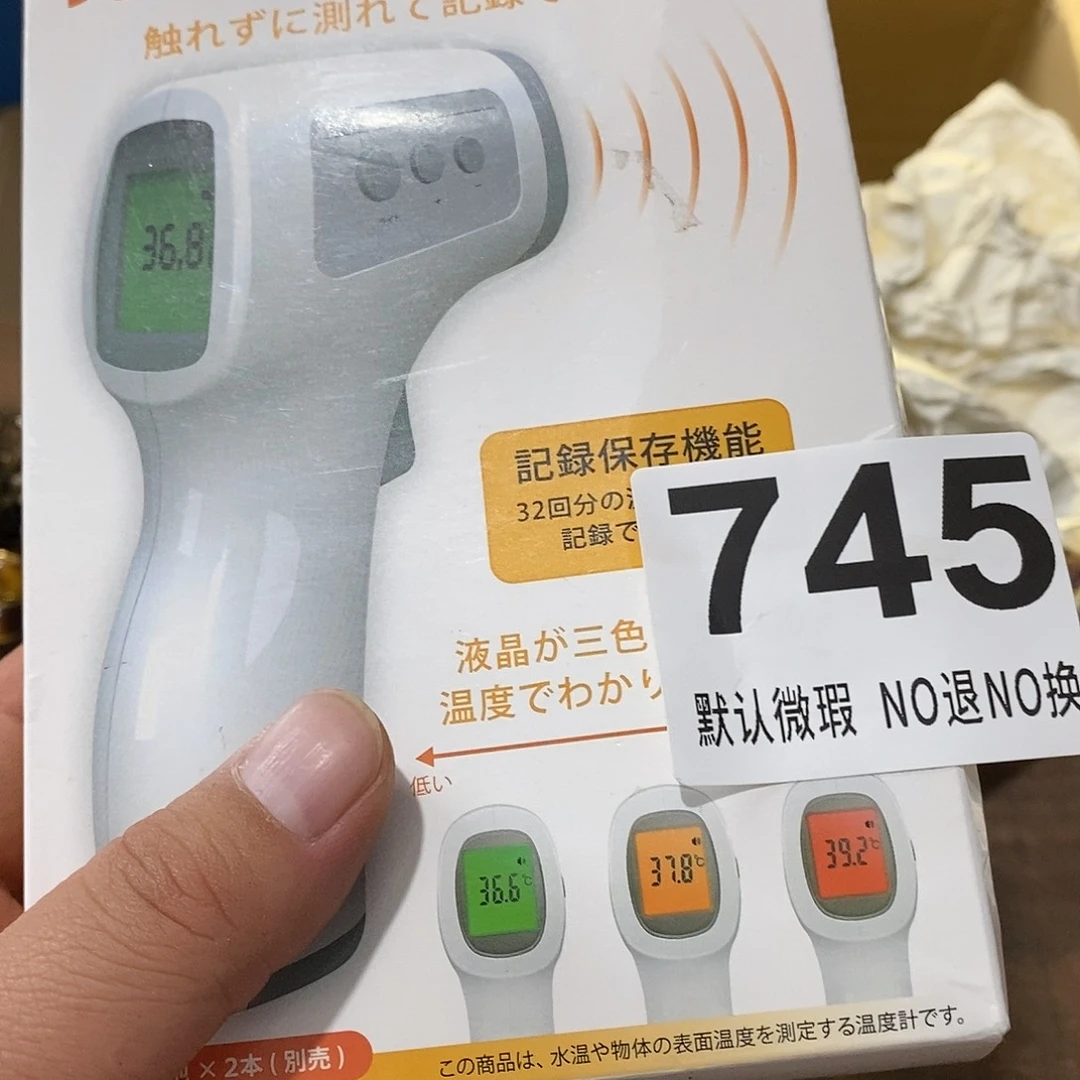 触れずに測れて記録で
36.8
記録保存機能
32回分の
記録で
745
默认微瑕 NO退NO换
液晶が三色
温度でわかり
低い
36.6℃
37.8℃
39.2℃
× 2本 (別売)
この商品は、水温や物体の表面温度を測定する温度計です。